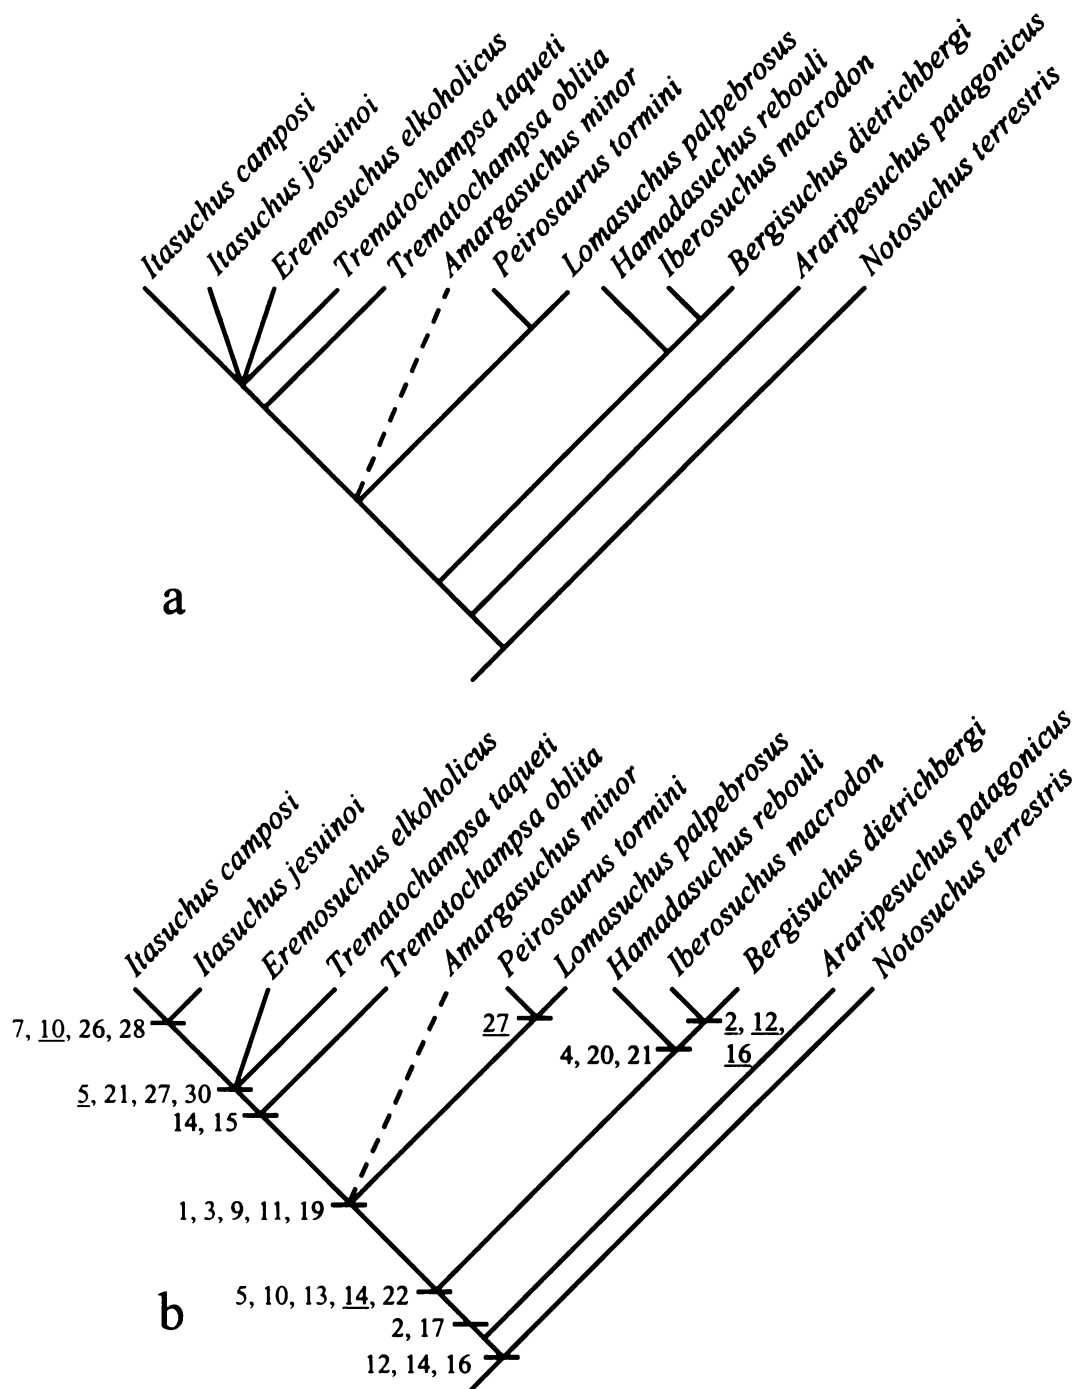 Itasuchus camposi
Itasuchus jesuinoi
Eremosuchus elkoholicus
Trematochampsa taqueti
Trematochampsa oblita
Amargasuchus minor
Peirosaurus tormini
Lomasuchus palpebrosus
Hamadasuchus rebouli
Iberosuchus macrodon
Bergisuchus dietrichbergi
Araripesuchus patagonicus
Notosuchus terrestris
a
Itasuchus camposi
Itasuchus jesuinoi
Eremosuchus elkoholicus
Trematochampsa taqueti
Trematochampsa oblita
Amargasuchus minor
Peirosaurus tormini
Lomasuchus palpebrosus
Hamadasuchus rebouli
Iberosuchus macrodon
Bergisuchus dietrichbergi
Araripesuchus patagonicus
Notosuchus terrestris
7, 10, 26, 28
27
2, 12,
16
4, 20, 21
5, 21, 27, 30
14, 15
1, 3, 9, 11, 19
5, 10, 13, 14, 22
2, 17
12, 14, 16
b